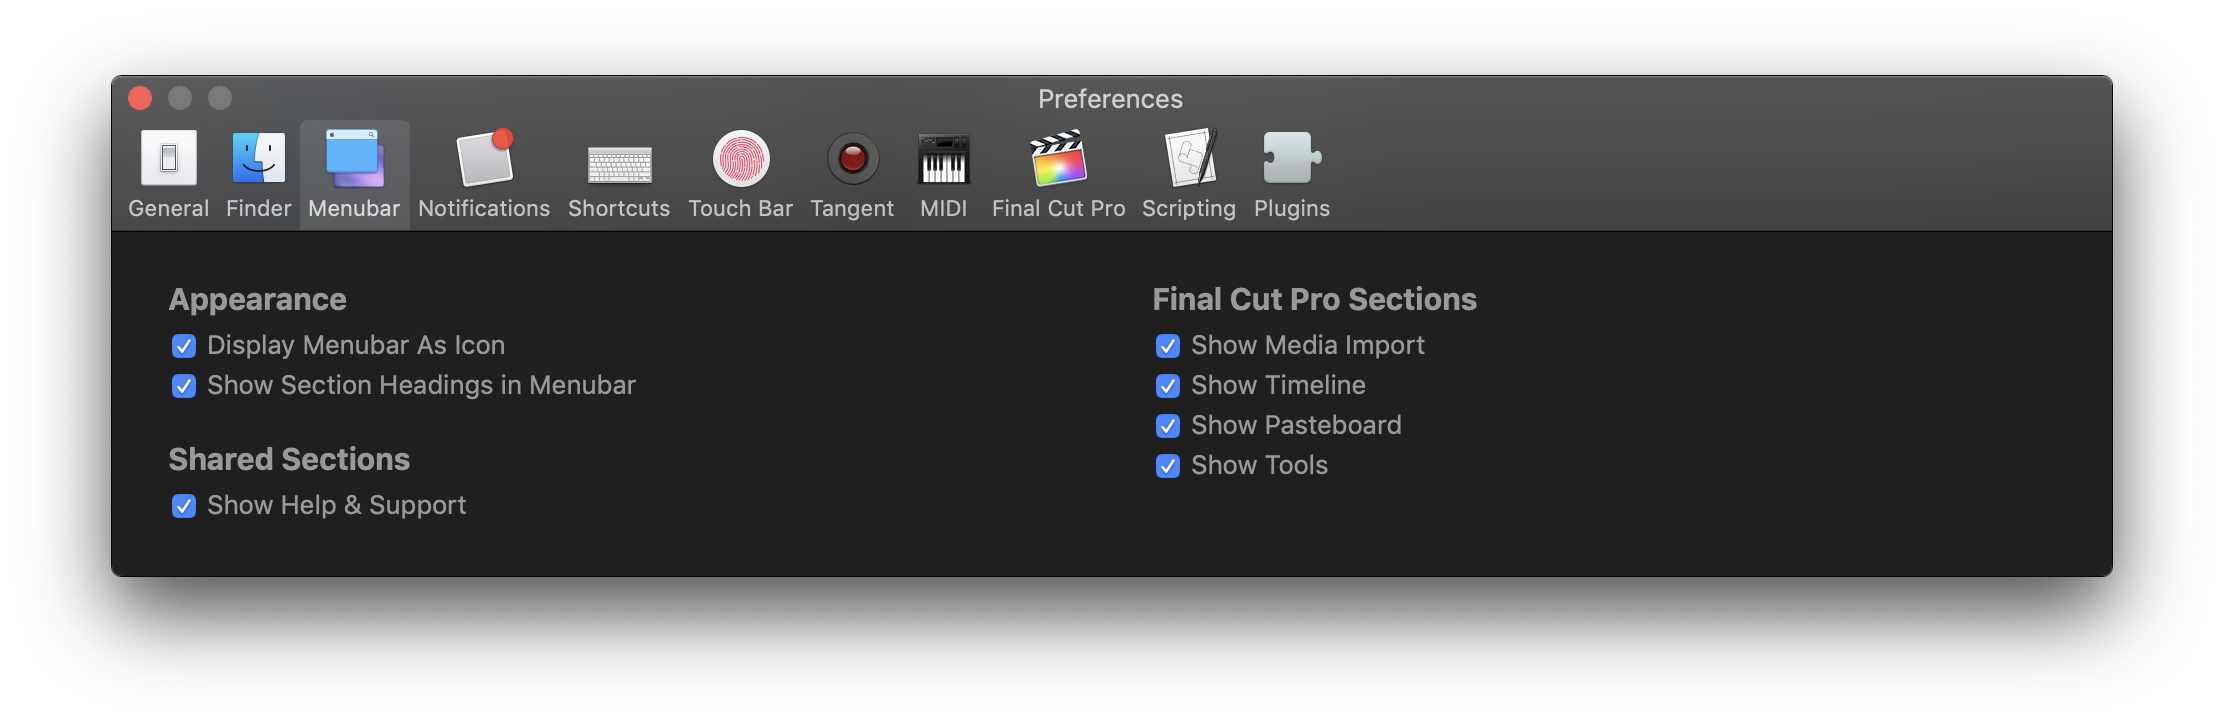 Preferences
General Finder Menubar Notifications Shortcuts Touch Bar Tangent MIDI Final Cut Pro Scripting Plugins
Appearance
Display Menubar As Icon
Show Section Headings in Menubar
Shared Sections
Show Help & Support
Final Cut Pro Sections
Show Media Import
Show Timeline
Show Pasteboard
Show Tools